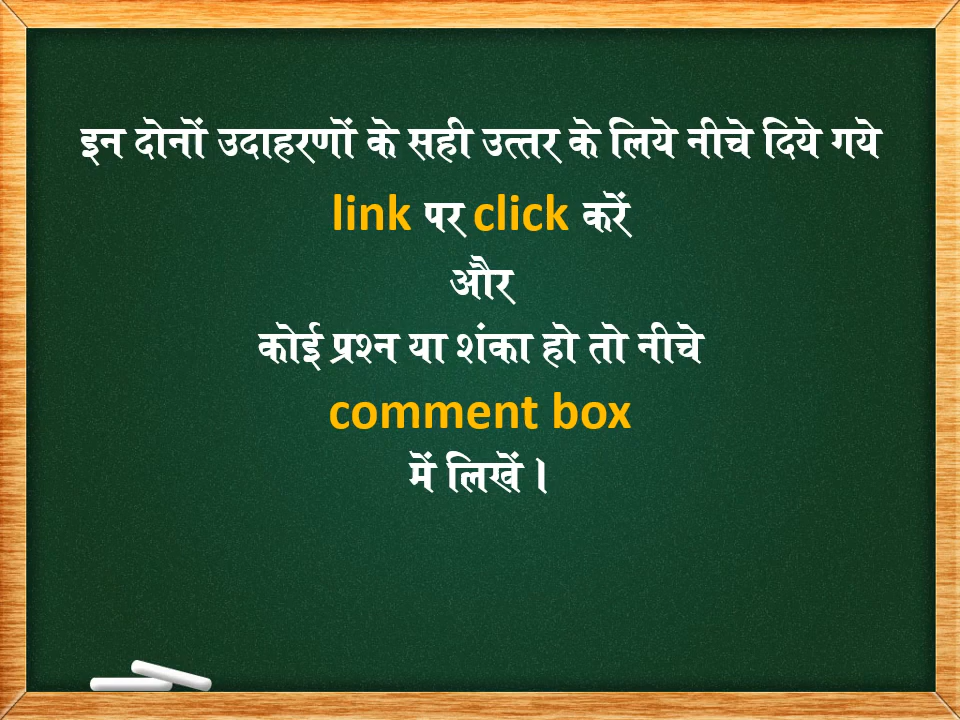 इन दोनों उदाहरणों के सही उत्तर के लिये नीचे दिये गये
link पर click करें
और
कोई प्रश्न या शंका हो तो नीचे
comment box
में लिखें ।